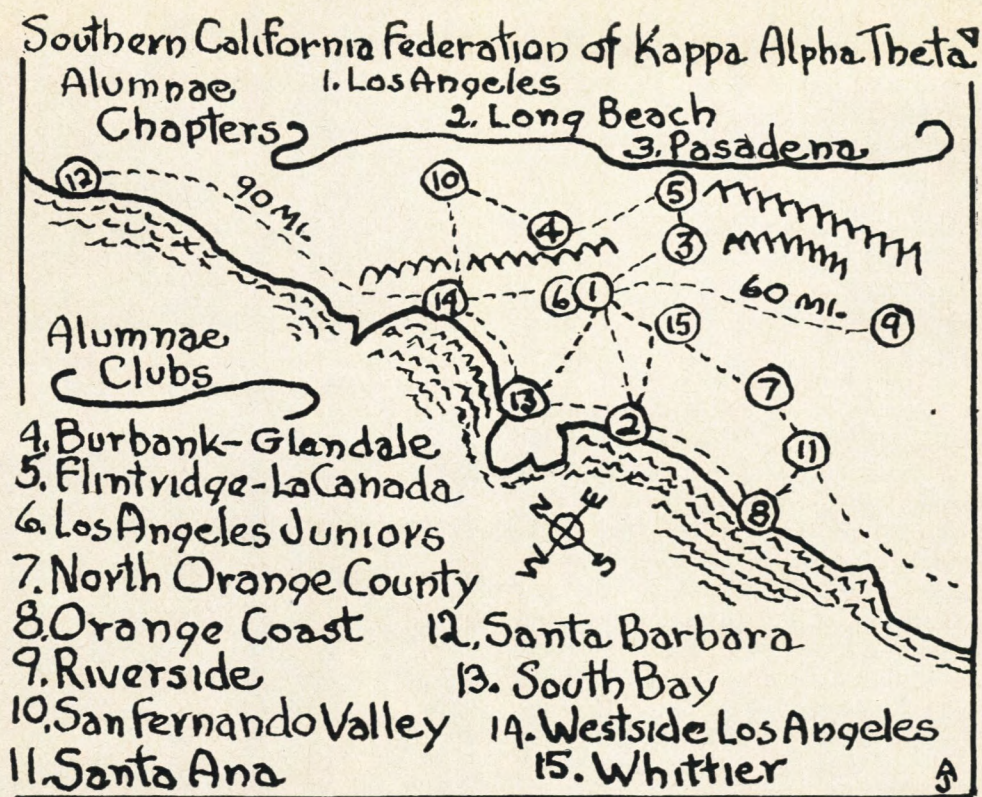 Southern California Federation of Kappa Alpha Theta
Alumnae Chapters
1. Los Angeles
2. Long Beach
3. Pasadena
12
90 Mi.
10
4
5
3
14
6
1
60 Mi.
9
15
7
13
2
11
8
N
E
W
S
Alumnae
Clubs
4. Burbank-Glendale
5. Flintridge-LaCanada
6. Los Angeles Juniors
7. North Orange County
8. Orange Coast
9. Riverside
10. San Fernando Valley
11. Santa Ana
12. Santa Barbara
13. South Bay
14. Westside Los Angeles
15. Whittier